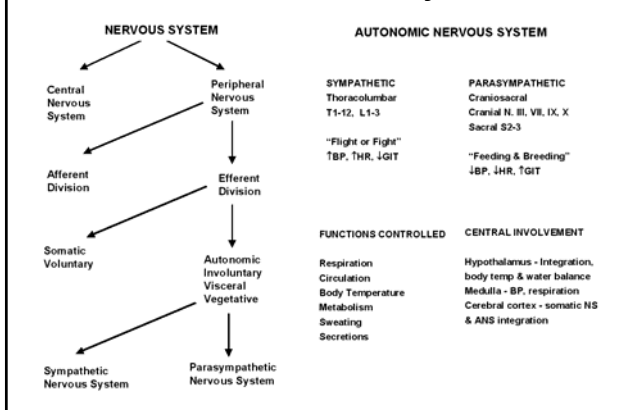 NERVOUS SYSTEM
Central
Nervous
System
Peripheral
Nervous
System
Afferent
Division
Efferent
Division
Somatic
Voluntary
Autonomic
Involuntary
Visceral
Vegetative
Sympathetic
Nervous System
Parasympathetic
Nervous System
AUTONOMIC NERVOUS SYSTEM
SYMPATHETIC
Thoracolumbar
T1-12, L1-3
"Flight or Fight"
↑BP, ↑HR, ↓GIT
PARASYMPATHETIC
Craniosacral
Cranial N. III, VII, IX, X
Sacral S2-3
"Feeding & Breeding"
↓BP, ↓HR, ↑GIT
FUNCTIONS CONTROLLED
Respiration
Circulation
Body Temperature
Metabolism
Sweating
Secretions
CENTRAL INVOLVEMENT
Hypothalamus - Integration,
body temp & water balance
Medulla - BP, respiration
Cerebral cortex - somatic NS
& ANS integration